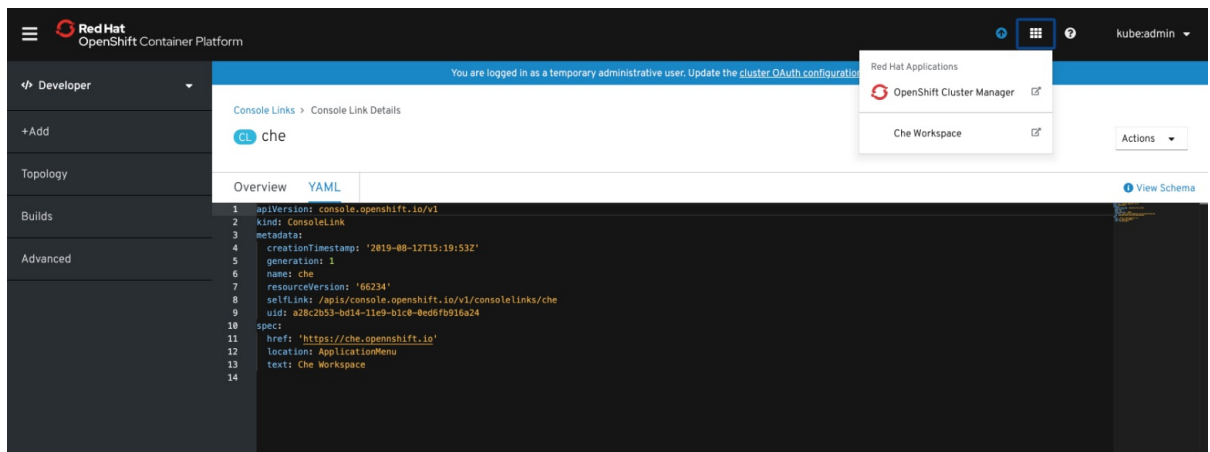 Red Hat
OpenShift Container Platform
kube:admin
</> Developer
You are logged in as a temporary administrative user. Update the cluster OAuth configuration
Red Hat Applications
OpenShift Cluster Manager
Che Workspace
Console Links > Console Link Details
CL che
Actions
+Add
Topology
Builds
Advanced
Overview YAML
View Schema
1 apiVersion: console.openshift.io/v1
2 kind: ConsoleLink
3 metadata:
4 creationTimestamp: '2019-08-12T15:19:53Z'
5 generation: 1
6 name: che
7 resourceVersion: '66234'
8 selfLink: /apis/console.openshift.io/v1/consolelinks/che
9 uid: a28c2b53-bd14-11e9-b1c0-0ed6fb916a24
10 spec:
11 href: 'https://che.opennshift.io'
12 location: ApplicationMenu
13 text: Che Workspace
14